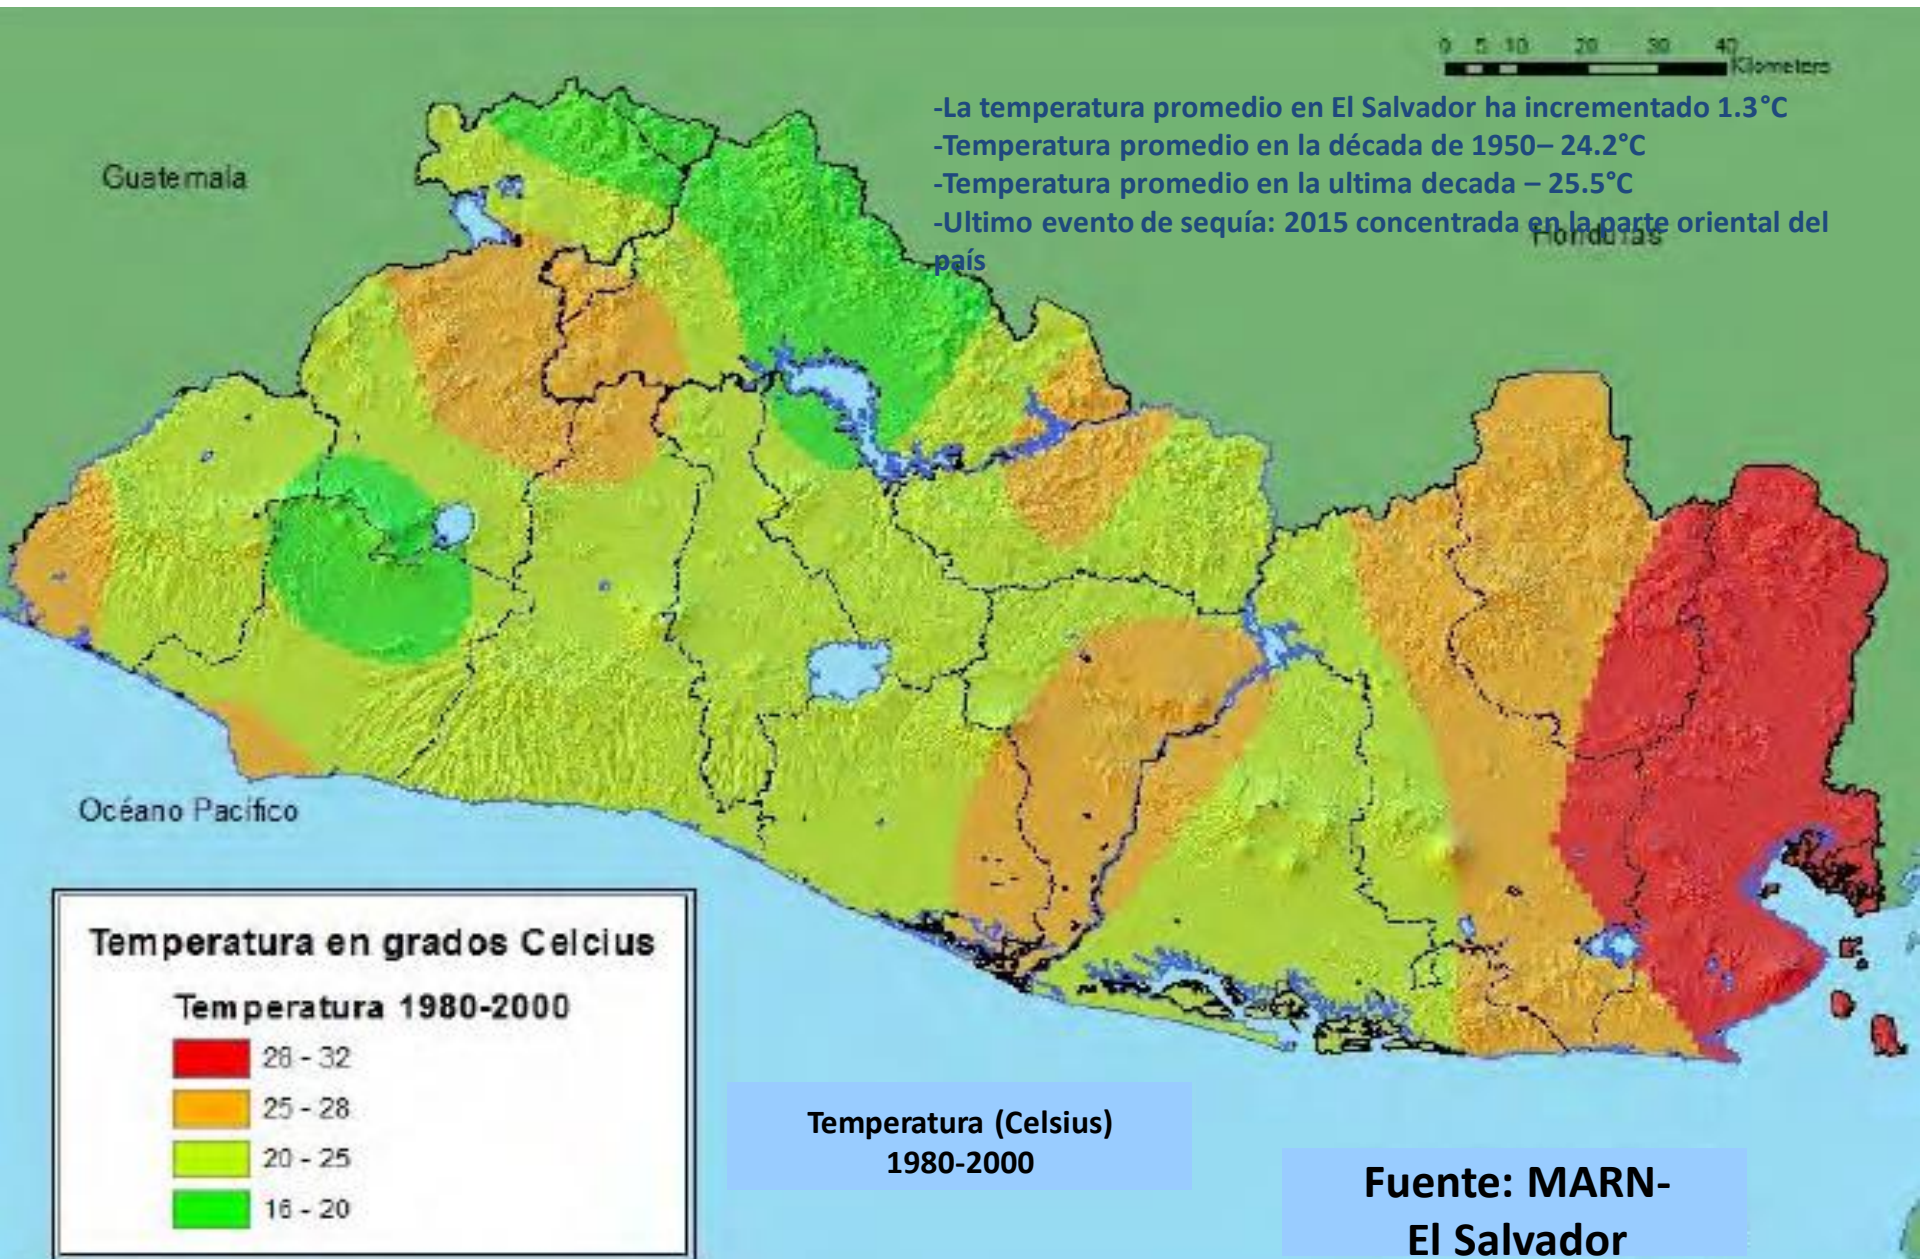 0 5 10 20 30 40
Kilometers
-La temperatura promedio en El Salvador ha incrementado 1.3°C
-Temperatura promedio en la década de 1950– 24.2°C
-Temperatura promedio en la ultima decada – 25.5°C
-Ultimo evento de sequía: 2015 concentrada en la parte oriental del
país
Guatemala
Honduras
Océano Pacífico
Temperatura en grados Celcius
Temperatura 1980-2000
28 - 32
25 - 28
20 - 25
16 - 20
Temperatura (Celsius)
1980-2000
Fuente: MARN-
El Salvador